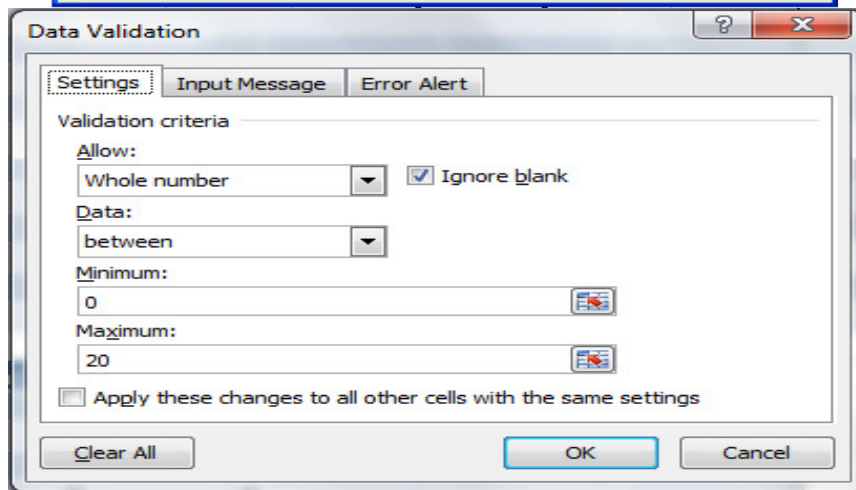 Data Validation
Settings Input Message Error Alert
Validation criteria
Allow:
Whole number Ignore blank
Data:
between
Minimum:
0
Maximum:
20
Apply these changes to all other cells with the same settings
Clear All OK Cancel